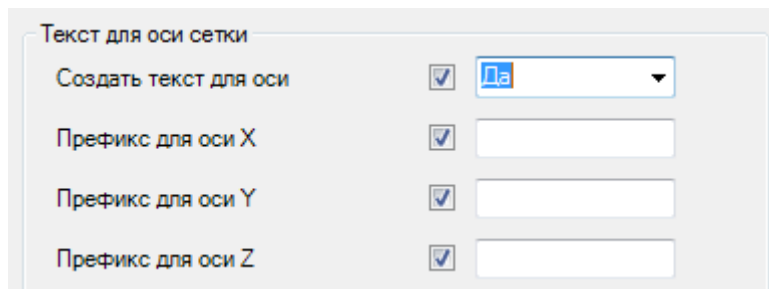 Текст для оси сетки
Создать текст для оси Да
Префикс для оси X
Префикс для оси Y
Префикс для оси Z